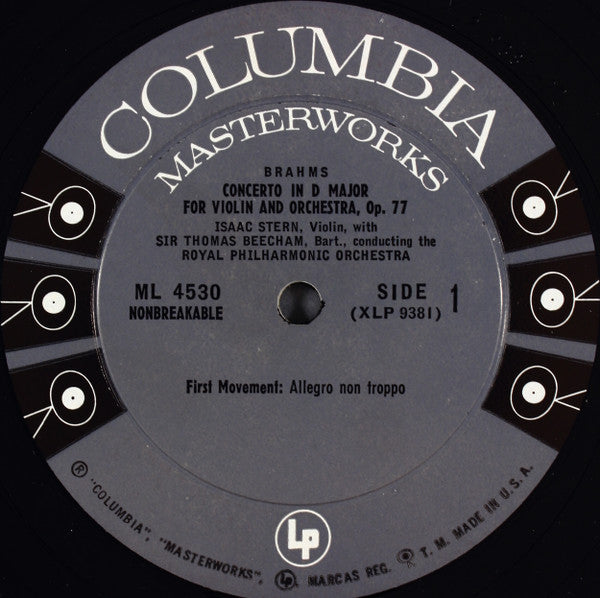 COLUMBIA
MASTERWORKS
BRAHMS
CONCERTO IN D MAJOR
FOR VIOLIN AND ORCHESTRA, Op. 77
ISAAC STERN, Violin, with
SIR THOMAS BEECHAM, Bart., conducting the
ROYAL PHILHARMONIC ORCHESTRA
ML 4530
NONBREAKABLE
SIDE 1
(XLP 9381)
First Movement: Allegro non troppo
Lp
® "COLUMBIA", "MASTERWORKS", Lp, MARCAS REG. T. M. MADE IN U. S. A.